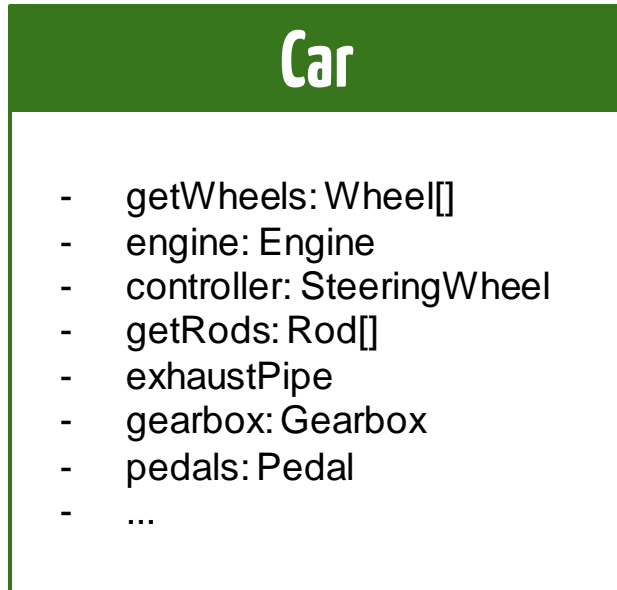 Car
- getWheels: Wheel[]
- engine: Engine
- controller: SteeringWheel
- getRods: Rod[]
- exhaustPipe
- gearbox: Gearbox
- pedals: Pedal
- ...